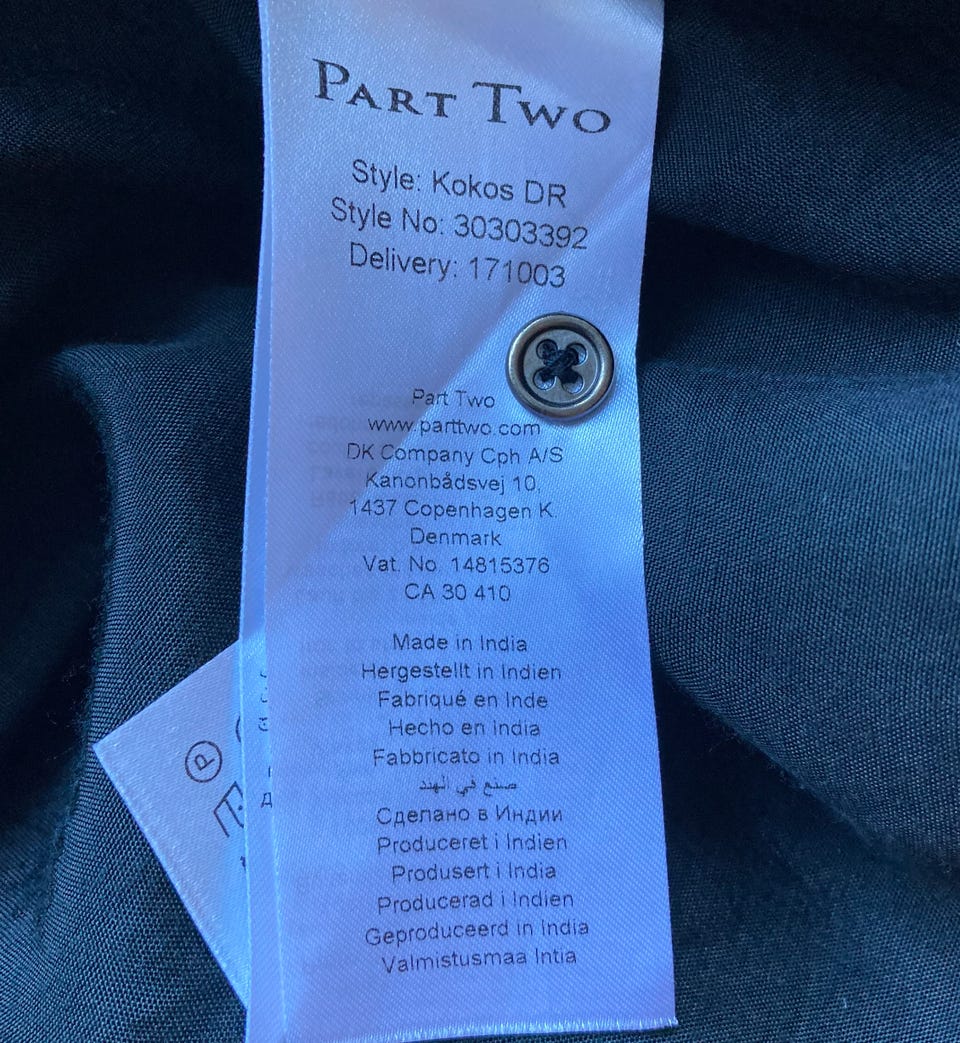 PART TWO
Style: Kokos DR
Style No: 30303392
Delivery: 171003
Part Two
www.parttwo.com
DK Company Cph A/S
Kanonbådsvej 10,
1437 Copenhagen K.
Denmark
Vat. No. 14815376
CA 30 410
Made in India
Hergestellt in Indien
Fabriqué en Inde
Hecho en India
Fabbricato in India
صنع في الهند
Сделано в Индии
Produceret i Indien
Produsert i India
Producerad i Indien
Geproduceerd in India
Valmistusmaa Intia
P